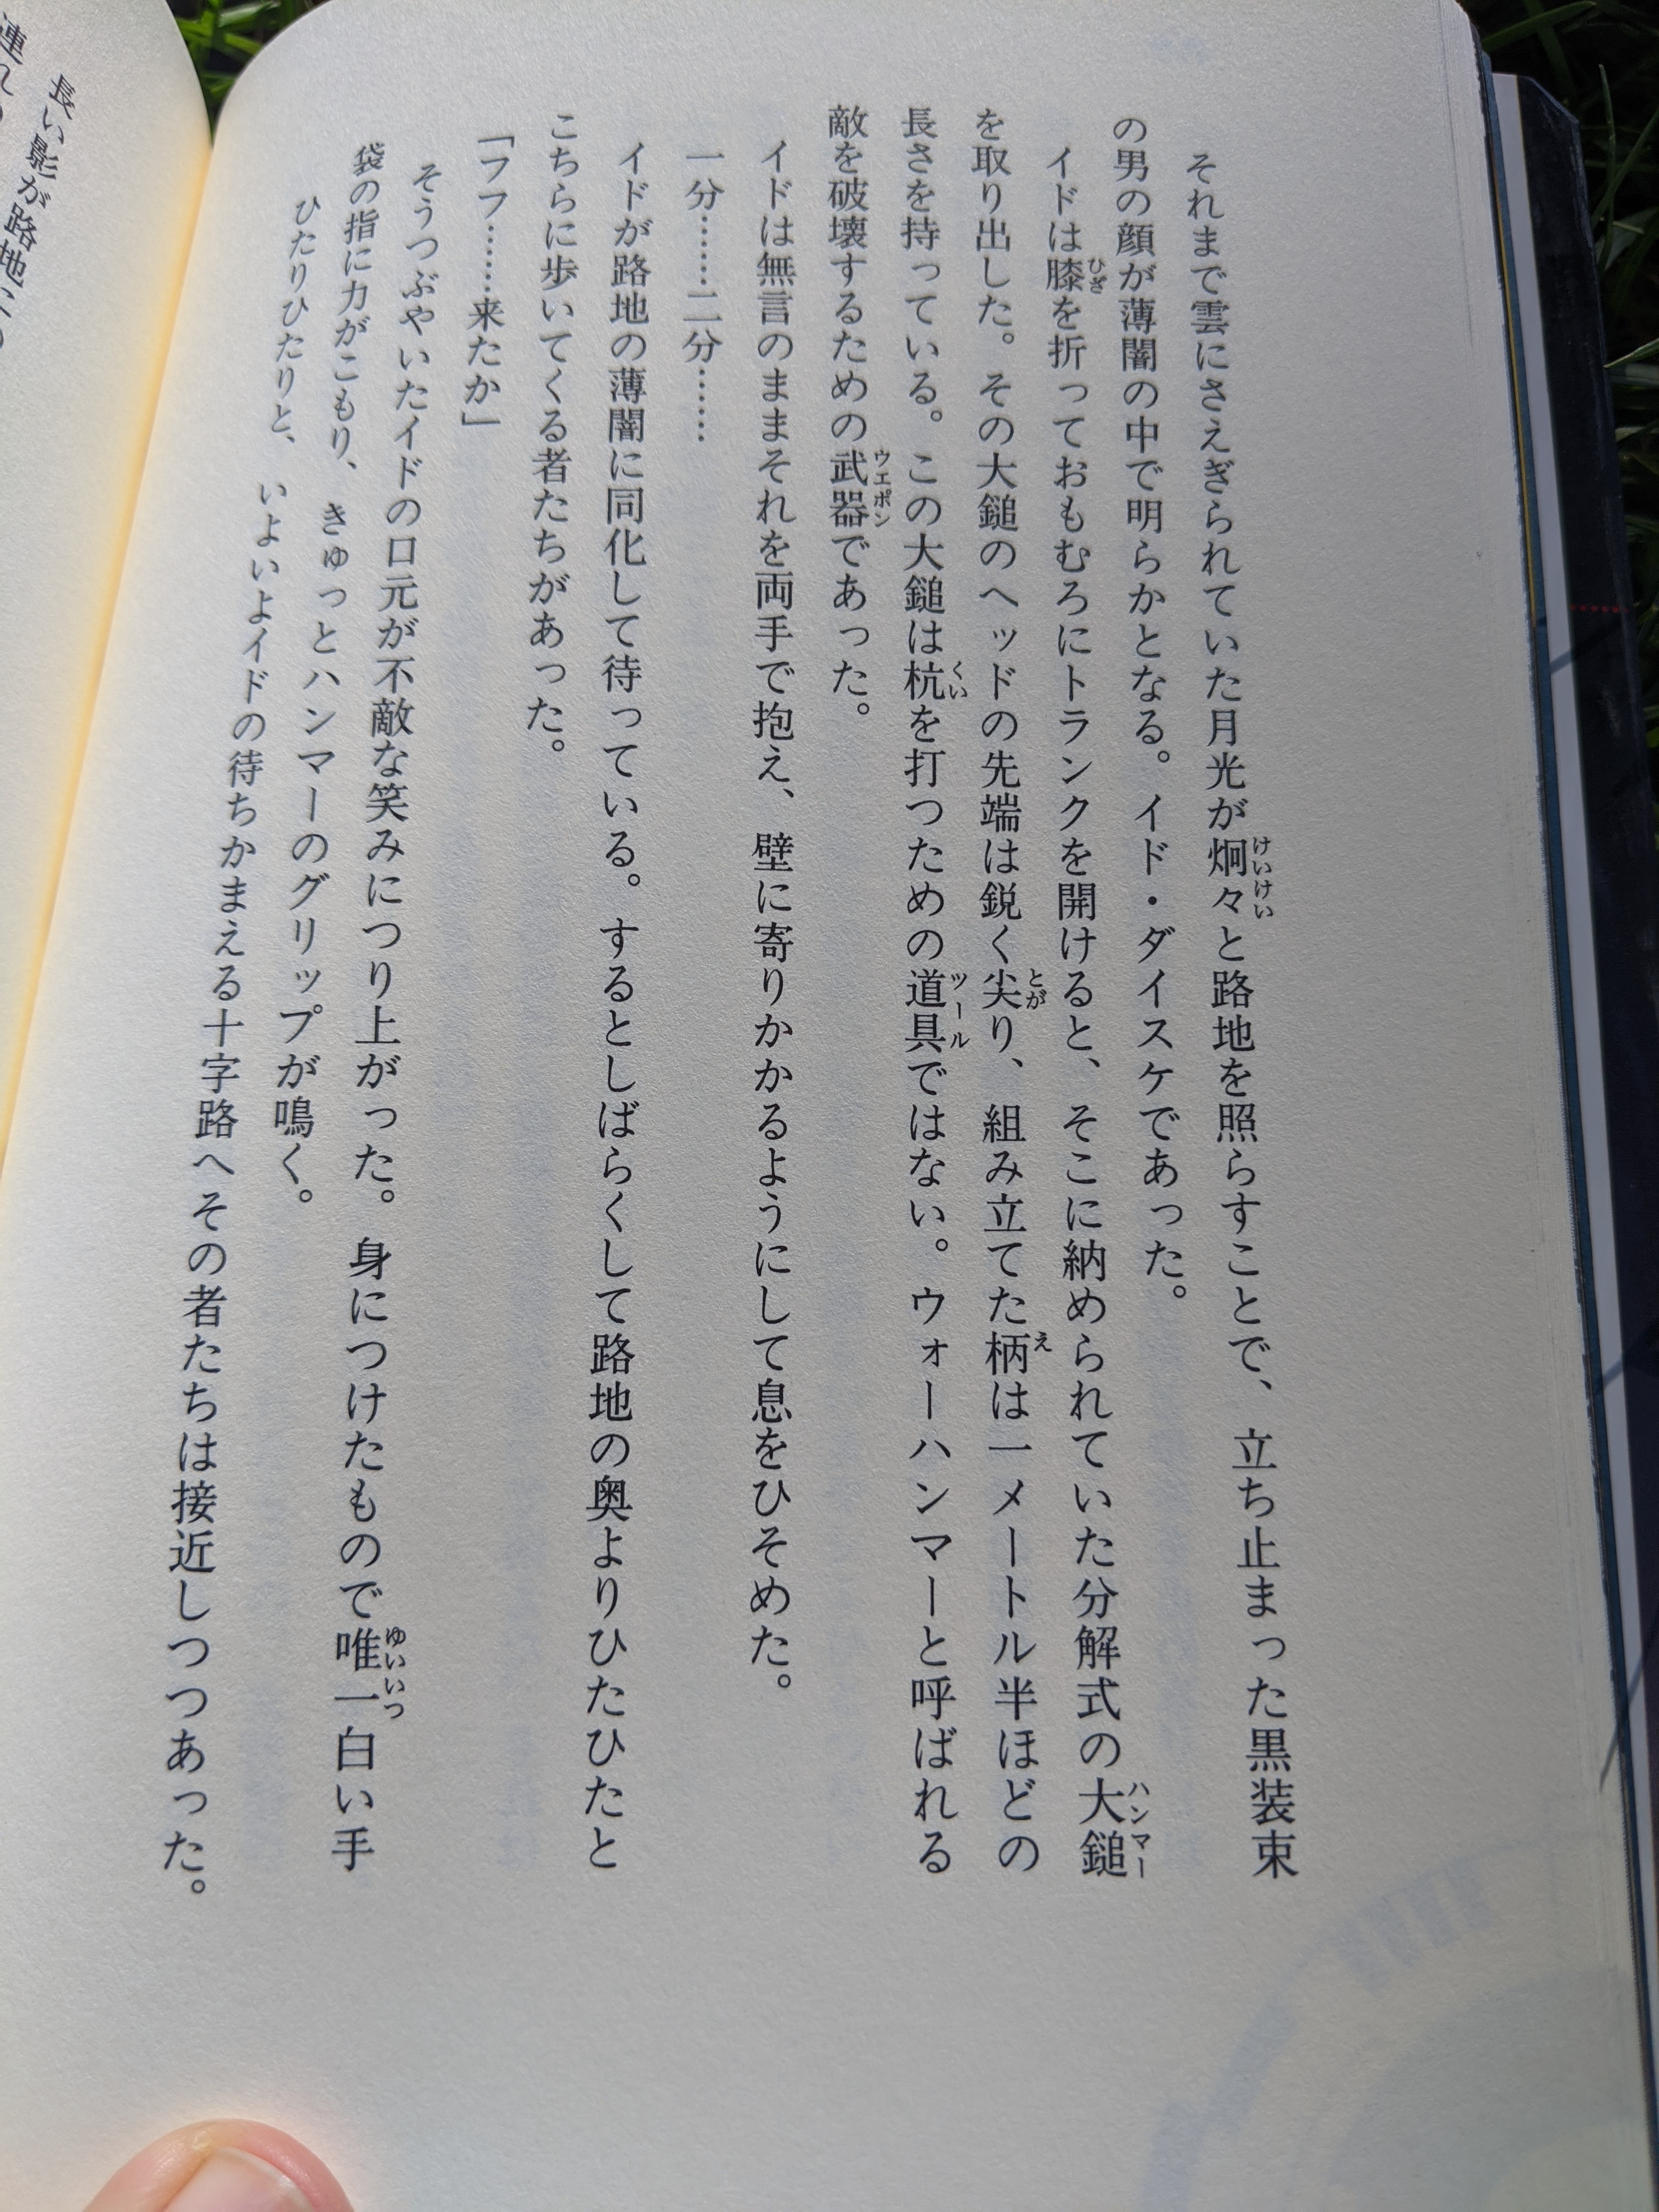 それまで雲にさえぎられていた月光が炯々と路地を照らすことで、立ち止まった黒装束
の男の顔が薄闇の中で明らかとなる。イド・ダイスケであった。
イドは膝を折っておもむろにトランクを開けると、そこに納められていた分解式の大鎚
を取り出した。その大鎚のヘッドの先端は鋭く尖り、組み立てた柄は一メートル半ほどの
長さを持っている。この大鎚は杭を打つための道具ではない。ウォーハンマーと呼ばれる
敵を破壊するための武器であった。
イドは無言のままそれを両手で抱え、壁に寄りかかるようにして息をひそめた。
一分……二分……
イドが路地の薄闇に同化して待っている。するとしばらくして路地の奥よりひたひたと
こちらに歩いてくる者たちがあった。
「フフ……来たか」
そうつぶやいたイドの口元が不敵な笑みにつり上がった。身につけたもので唯一白い手
袋の指に力がこもり、きゅっとハンマーのグリップが鳴く。
ひたりひたりと、いよいよイドの待ちかまえる十字路へその者たちは接近しつつあった。
長い影が路地に